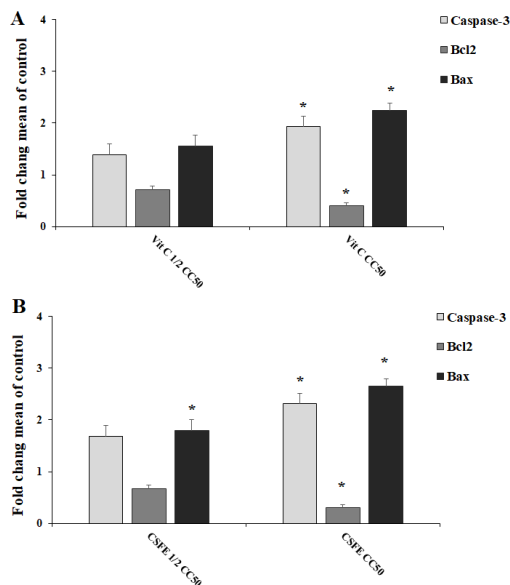 A
Fold chang mean of control
4
3
2
1
0
* * *
Vit C 1/2 CC50
Vit C CC50
Caspase-3
Bcl2
Bax
B
Fold chang mean of control
4
3
2
1
0
* * * *
CSFE 1/2 CC50
CSFE CC50
Caspase-3
Bcl2
Bax